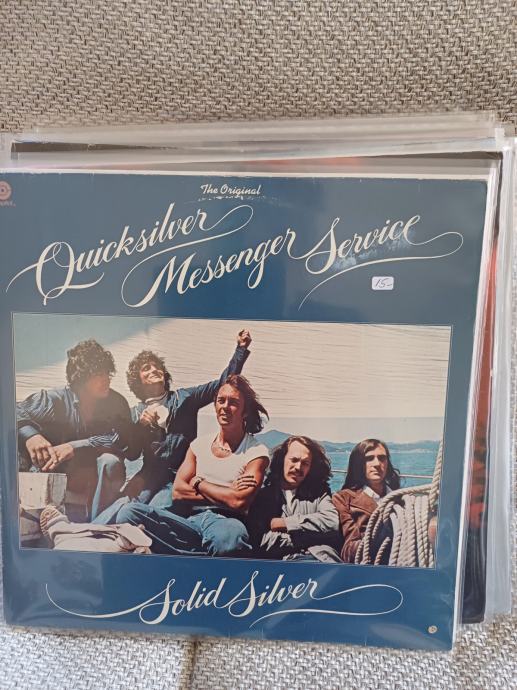 The Original
Quicksilver
Messenger Service
15-
Solid Silver